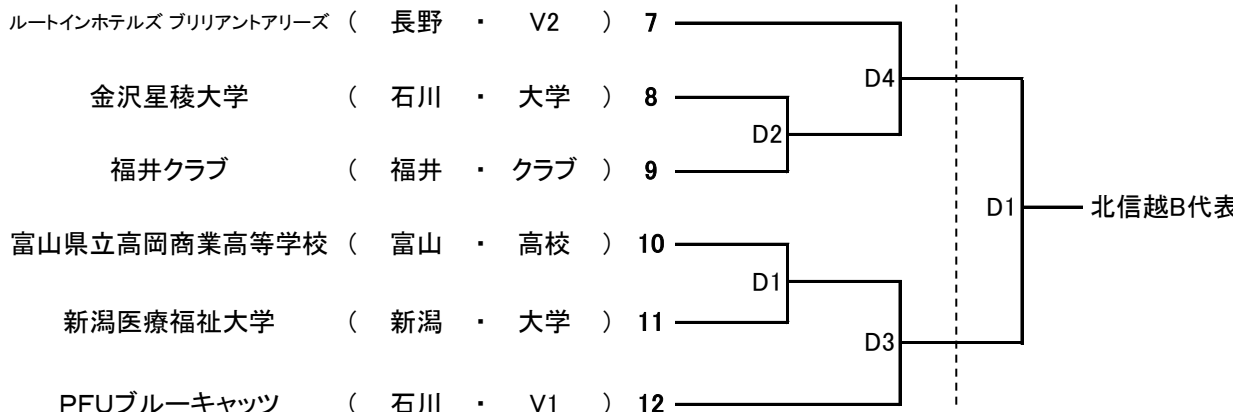 ルートインホテルズ ブリリアントアリーズ ( 長野 ・ V2 ) 7
D4
金沢星稜大学 ( 石川 ・ 大学 ) 8
D2
福井クラブ ( 福井 ・ クラブ ) 9
D1 北信越B代表
富山県立高岡商業高等学校 ( 富山 ・ 高校 ) 10
D1
新潟医療福祉大学 ( 新潟 ・ 大学 ) 11
D3
PFUブルーキャッツ ( 石川 ・ V1 ) 12